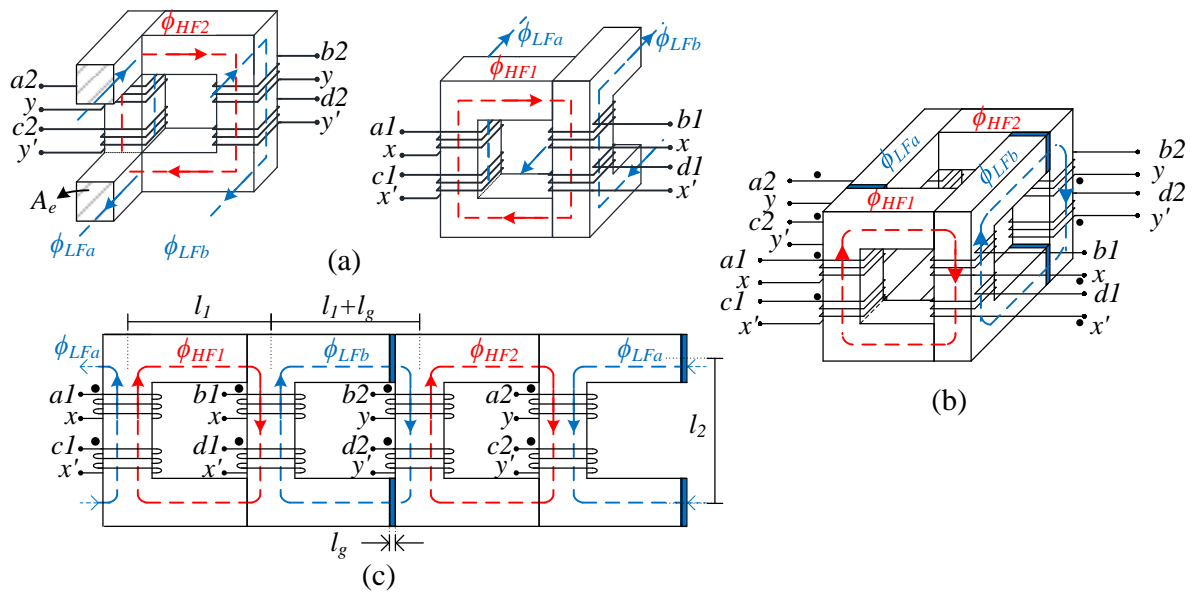 ϕHF2
b2
a2
y
y
d2
c2
y'
y'
Ae
ϕLFa
ϕLFb
ϕLFa
ϕLFb
ϕHF1
a1
b1
x
x
c1
d1
x'
x'
(a)
ϕHF2
ϕLFa
ϕLFb
b2
a2
y
y
d2
c2
y'
ϕHF1
y'
a1
b1
x
x
c1
d1
x'
x'
(b)
l1
l1+lg
ϕLFa
ϕHF1
ϕLFb
ϕHF2
ϕLFa
a1
b1
b2
a2
x
x
y
y
l2
c1
d1
d2
c2
x'
x'
y'
y'
lg
(c)